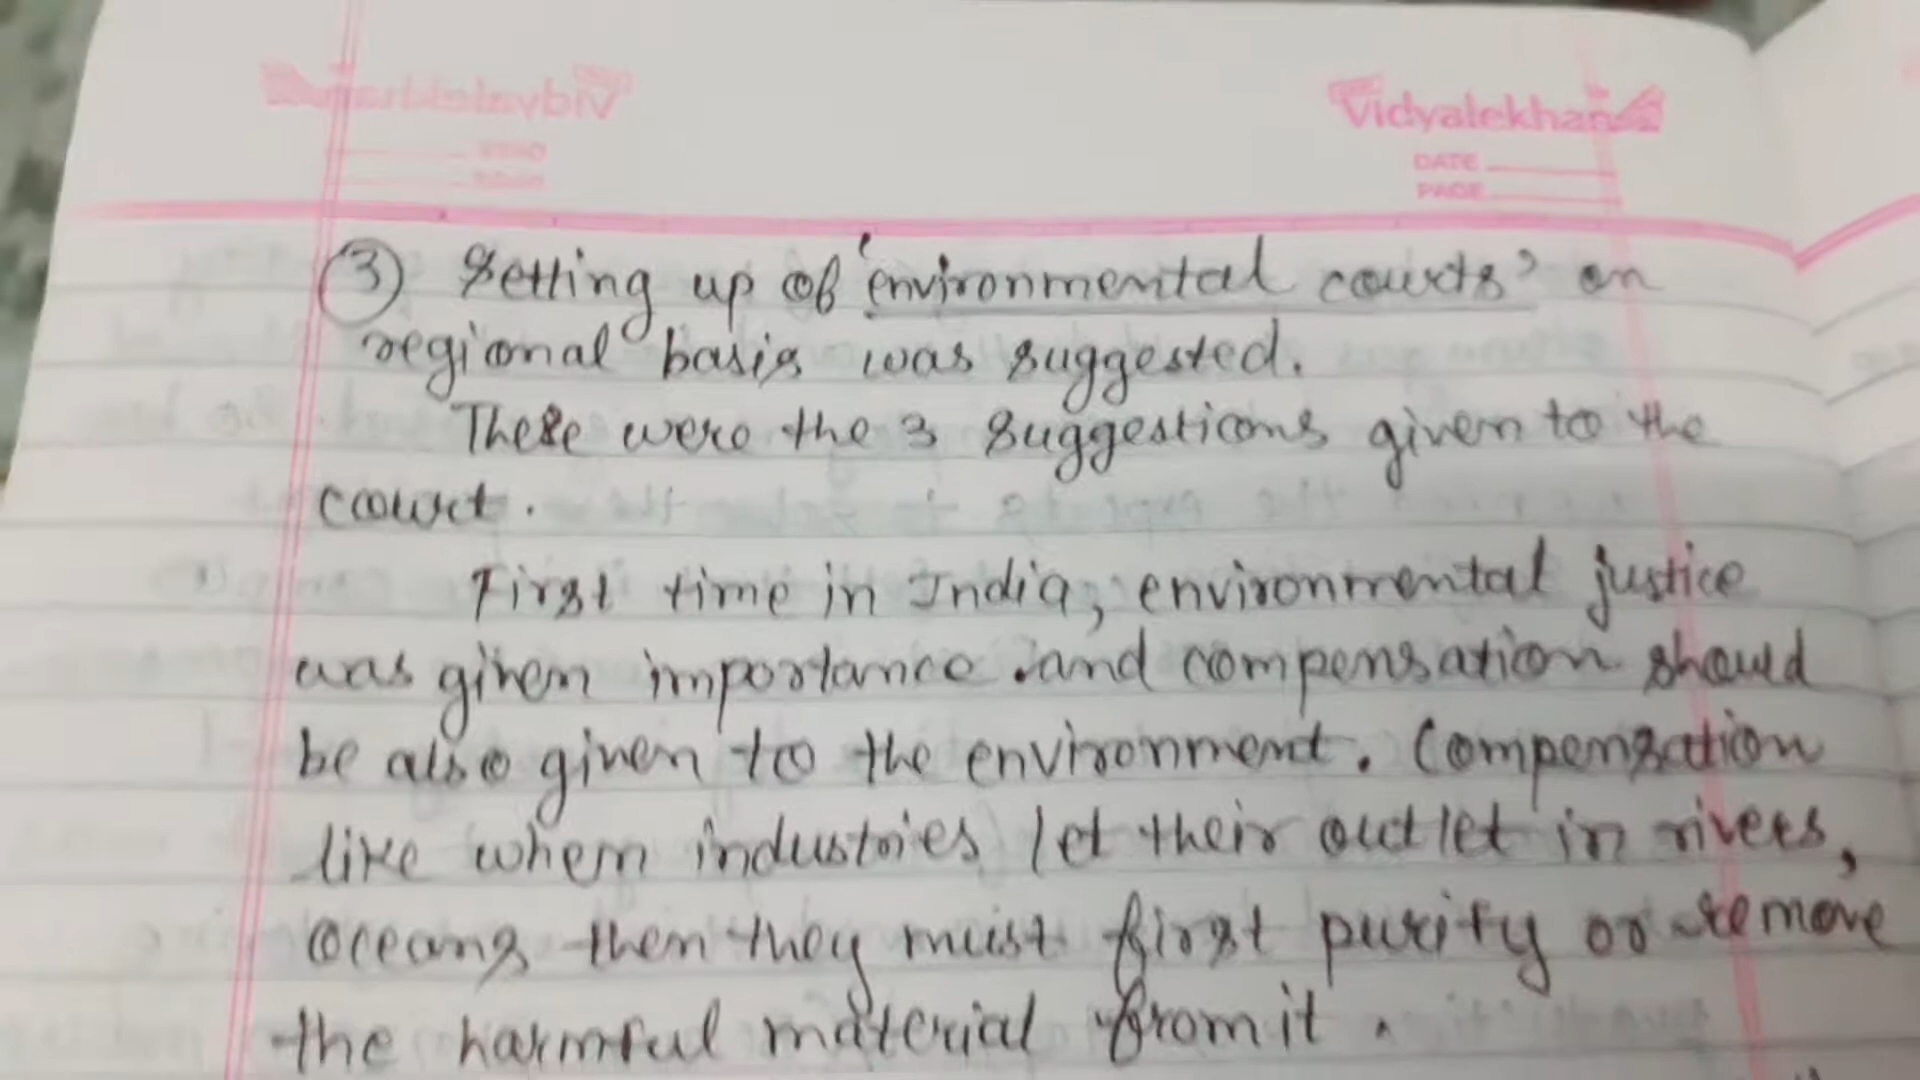 Vidyalekhan
DATE
PAGE
3 Setting up of 'environmental courts' on
regional basis was suggested.
These were the 3 suggestions given to the
court.
First time in India, environmental justice
was given importance and compensation should
be also given to the environment. Compensation
like when industries let their outlet in rivers,
oceans then they must first purify or remove
the harmful material from it.